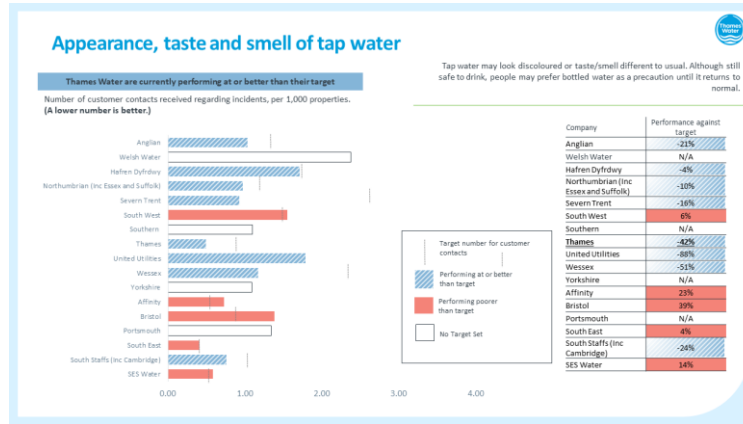 Thames
Water
Appearance, taste and smell of tap water
Thames Water are currently performing at or better than their target
Number of customer contacts received regarding incidents, per 1,000 properties.
(A lower number is better.)
Tap water may look discoloured or taste/smell different to usual. Although still
safe to drink, people may prefer bottled water as a precaution until it returns to
normal.
Anglian
Welsh Water
Hafren Dyfrdwy
Northumbrian (Inc Essex and Suffolk)
Severn Trent
South West
Southern
Thames
United Utilities
Wessex
Yorkshire
Affinity
Bristol
Portsmouth
South East
South Staffs (Inc Cambridge)
SES Water
0.00 1.00 2.00 3.00 4.00
Target number for customer
contacts
Performing at or better
than target
Performing poorer
than target
No Target Set
Company Performance against
target
Anglian -21%
Welsh Water N/A
Hafren Dyfrdwy -4%
Northumbrian (Inc
Essex and Suffolk) -10%
Severn Trent -16%
South West 6%
Southern N/A
Thames -42%
United Utilities -88%
Wessex -51%
Yorkshire N/A
Affinity 23%
Bristol 39%
Portsmouth N/A
South East 4%
South Staffs (Inc
Cambridge) -24%
SES Water 14%